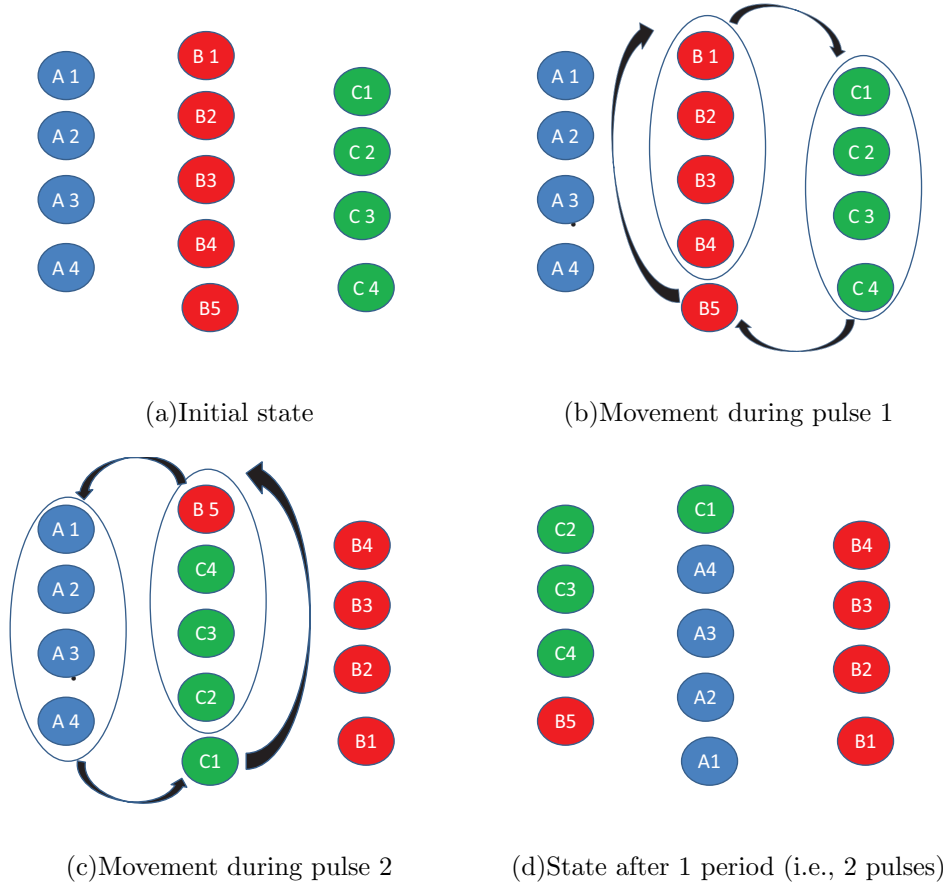 A 1
A 2
A 3
A 4
B 1
B2
B3
B4
B5
C1
C 2
C 3
C 4
(a)Initial state
A 1
A 2
A 3
A 4
B 1
B2
B3
B4
B5
C1
C 2
C 3
C 4
(b)Movement during pulse 1
A 1
A 2
A 3
A 4
B 5
C4
C3
C2
C1
B4
B3
B2
B1
(c)Movement during pulse 2
C2
C3
C4
B5
C1
A4
A3
A2
A1
B4
B3
B2
B1
(d)State after 1 period (i.e., 2 pulses)